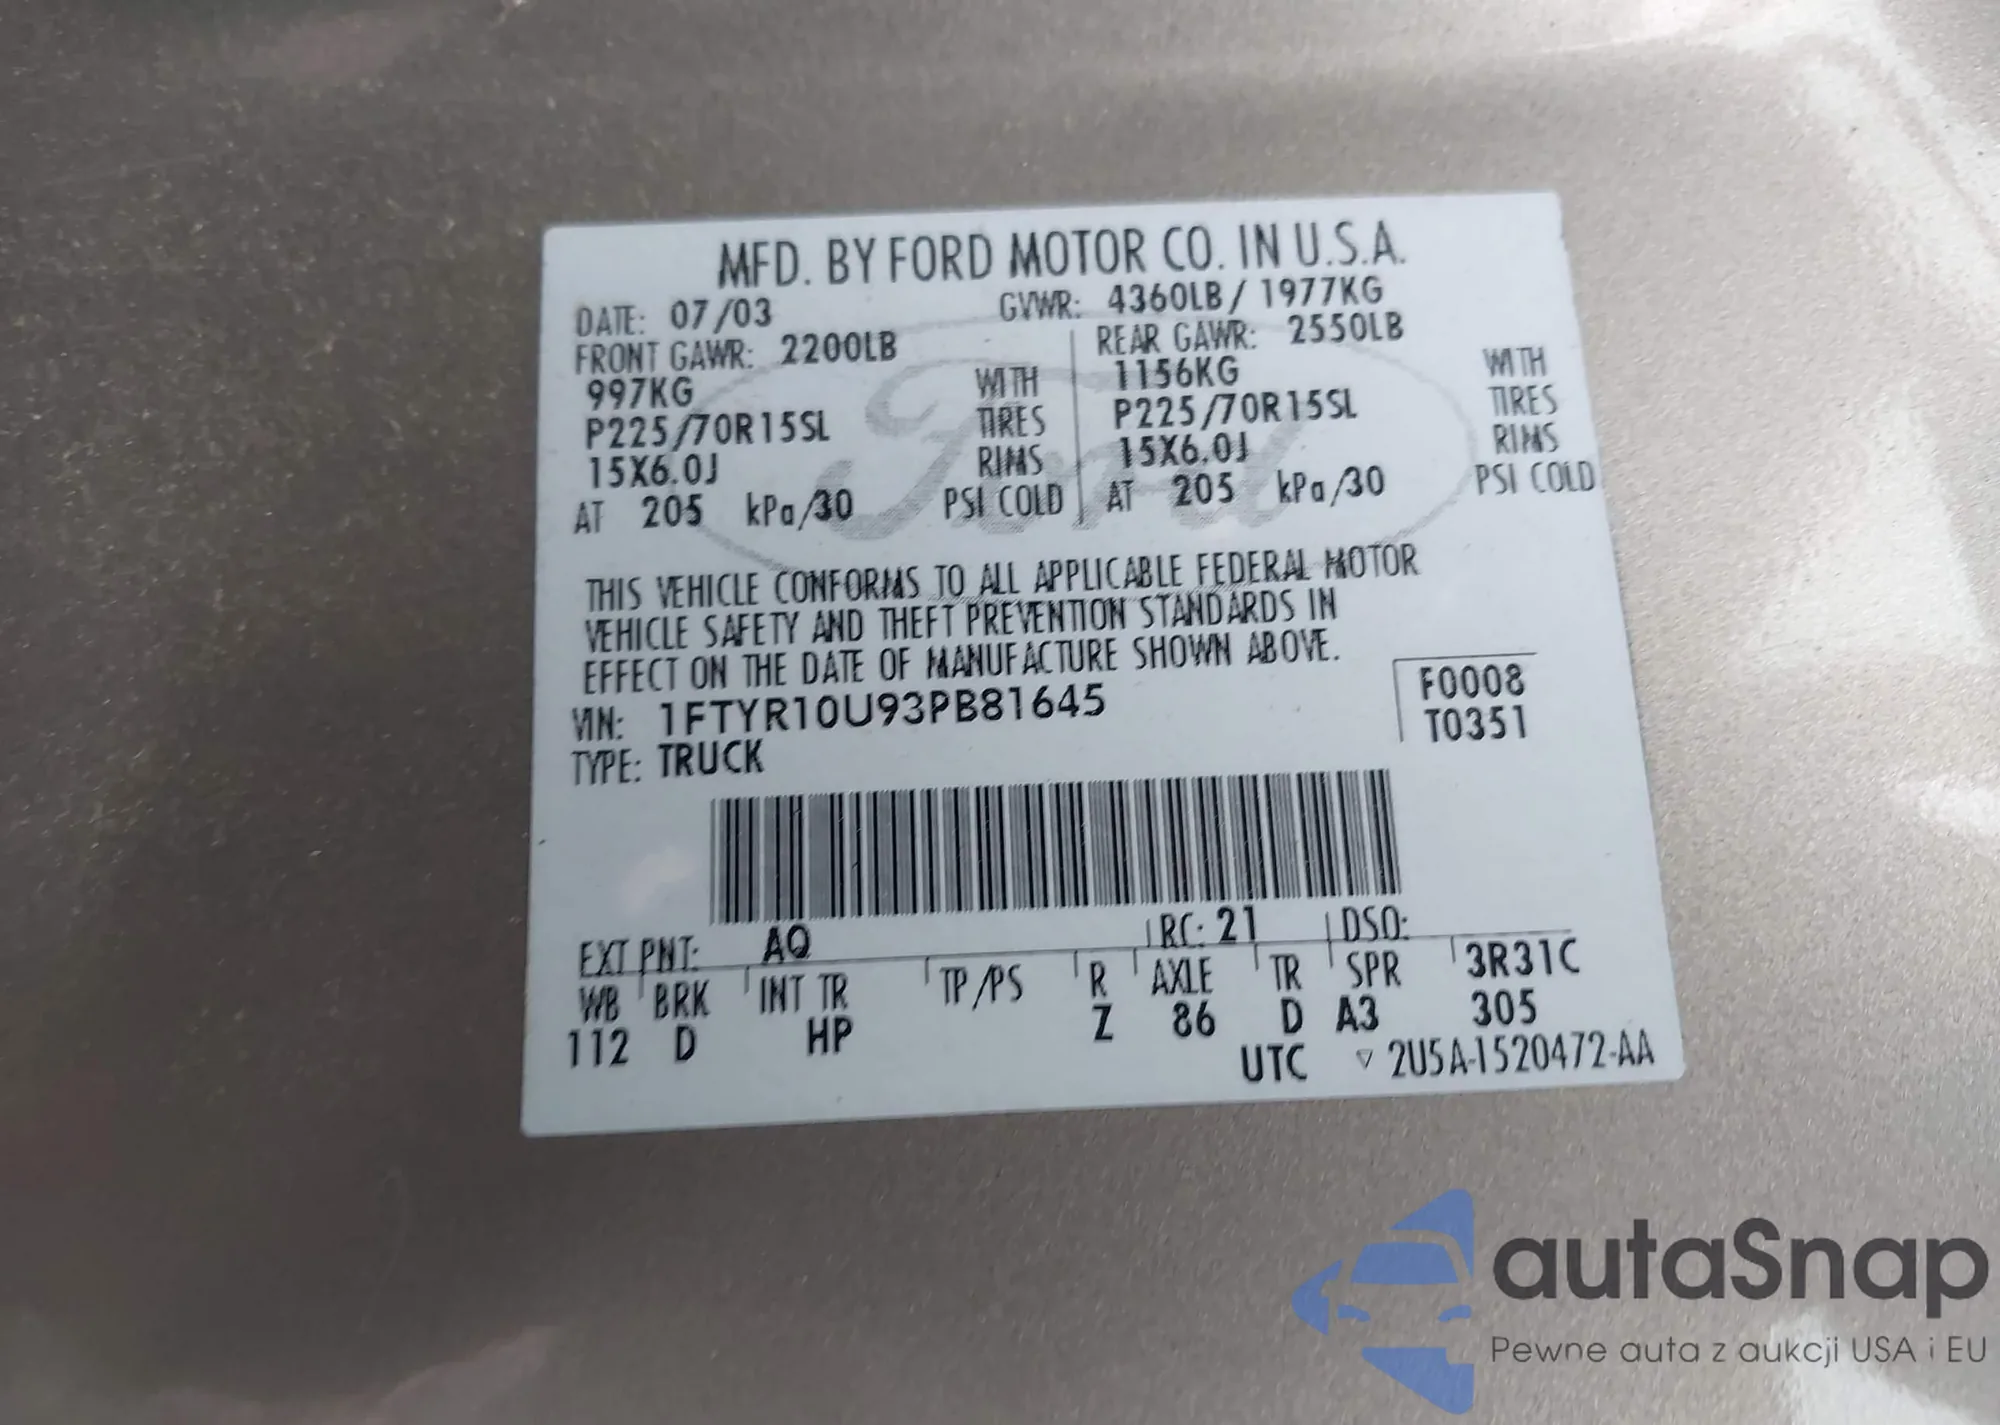 MFD. BY FORD MOTOR CO. IN U.S.A.
DATE: 07/03 GVWR: 4360LB/ 1977KG
FRONT GAWR: 2200LB REAR GAWR: 2550LB
997KG WITH 1156KG WITH
P225/70R15SL TIRES P225/70R15SL TIRES
15X6.0J RIMS 15X6.0J RIMS
AT 205 kPa/30 PSI COLD AT 205 kPa/30 PSI COLD
Ford
THIS VEHICLE CONFORMS TO ALL APPLICABLE FEDERAL MOTOR
VEHICLE SAFETY AND THEFT PREVENTION STANDARDS IN
EFFECT ON THE DATE OF MANUFACTURE SHOWN ABOVE.
VIN: 1FTYR10U93PB81645 F0008
TYPE: TRUCK T0351
EXT PNT: AQ RC: 21 DSO:
WB BRK INT TR TP/PS R AXLE TR SPR 3R31C
112 D HP Z 86 D A3 305
UTC ▽ 2U5A-1520472-AA
autaSnap
Pewne auta z aukcji USA i EU